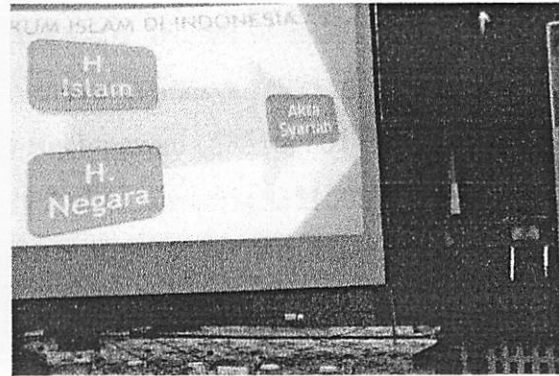 KUM ISLAM DI INDONESIA
H.
Islam
Akta
Syariah
H.
Negara